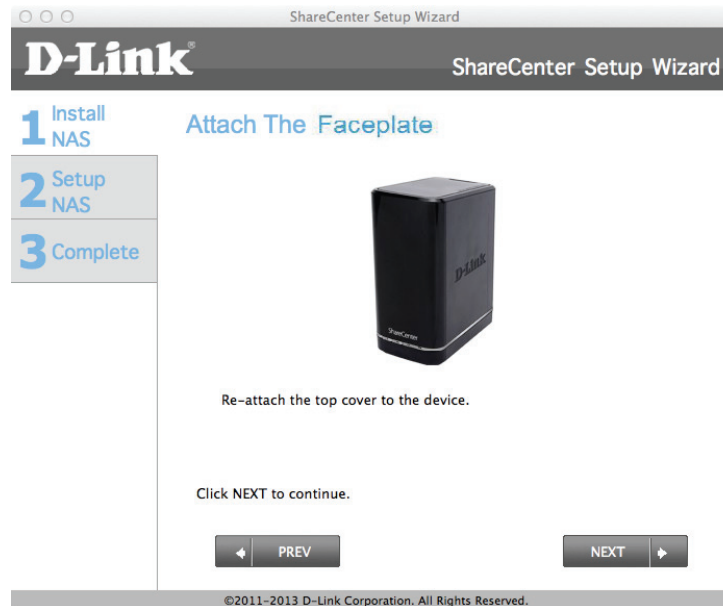 ShareCenter Setup Wizard
D-Link®
ShareCenter Setup Wizard
1 Install NAS
2 Setup NAS
3 Complete
Attach The Faceplate
D-Link
ShareCenter
Re-attach the top cover to the device.
Click NEXT to continue.
PREV
NEXT
©2011-2013 D-Link Corporation. All Rights Reserved.